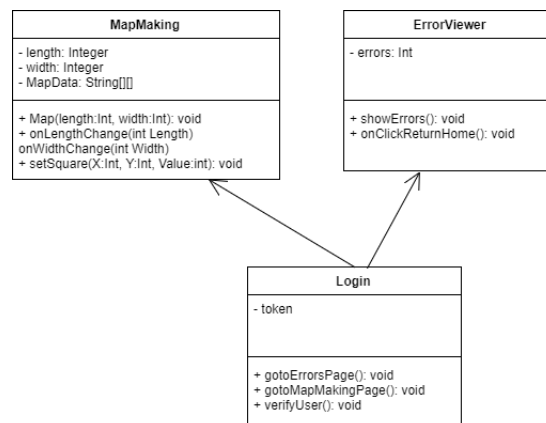 MapMaking
- length: Integer
- width: Integer
- MapData: String[][]
+ Map(length:Int, width:Int): void
+ onLengthChange(int Length)
onWidthChange(int Width)
+ setSquare(X:Int, Y:Int, Value:int): void
ErrorViewer
- errors: Int
+ showErrors(): void
+ onClickReturnHome(): void
Login
- token
+ gotoErrorsPage(): void
+ gotoMapMakingPage(): void
+ verifyUser(): void